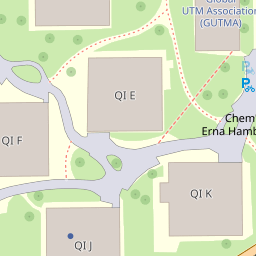 Global
UTM Association
(GUTMA)
QI E
P
P
Chem
Erna Hamb
QI F
QI K
QI J